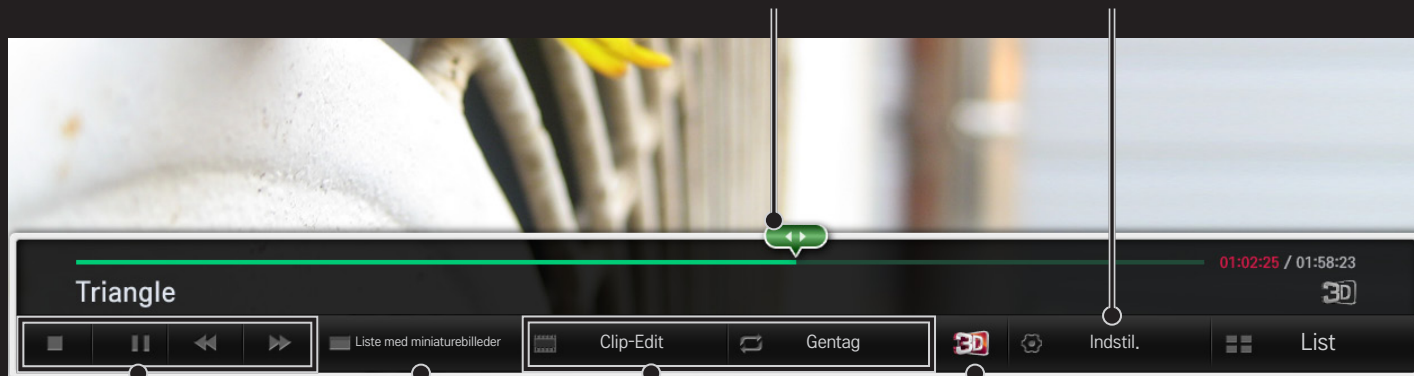 01:02:25 / 01:58:23
Triangle
3D
Liste med miniaturebilleder Clip-Edit Gentag 3D Indstil. List